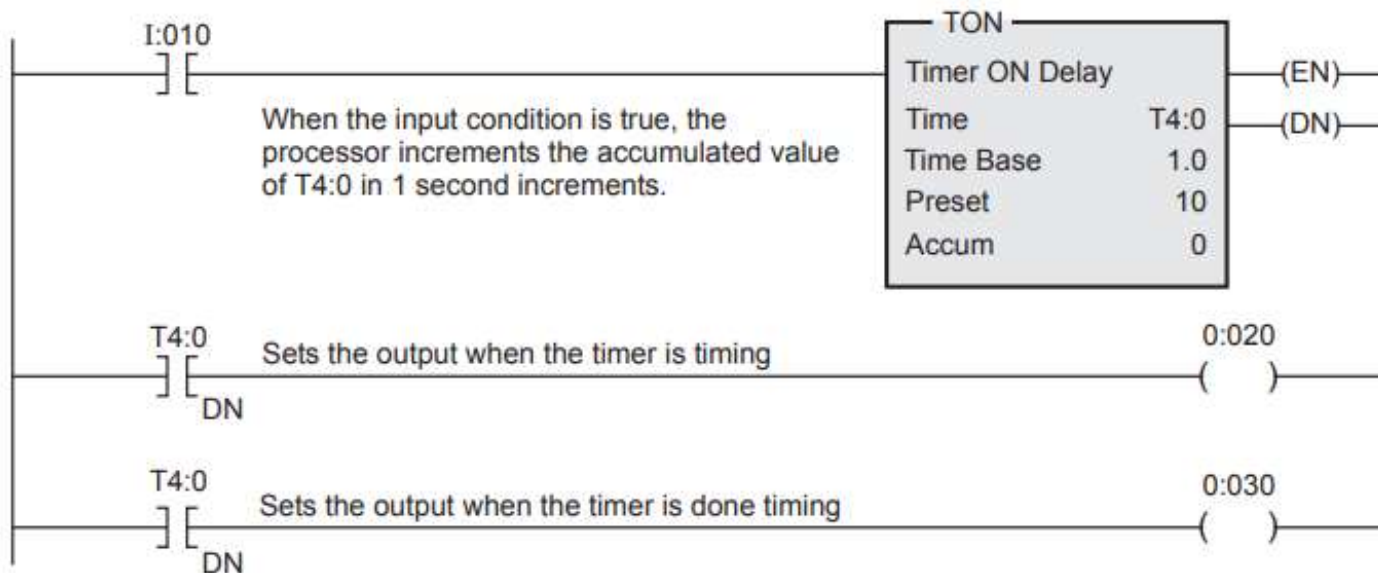 I:010
TON
Timer ON Delay
(EN)
When the input condition is true, the
processor increments the accumulated value
of T4:0 in 1 second increments.
Time T4:0
(DN)
Time Base 1.0
Preset 10
Accum 0
T4:0
Sets the output when the timer is timing
0:020
DN
T4:0
Sets the output when the timer is done timing
0:030
DN